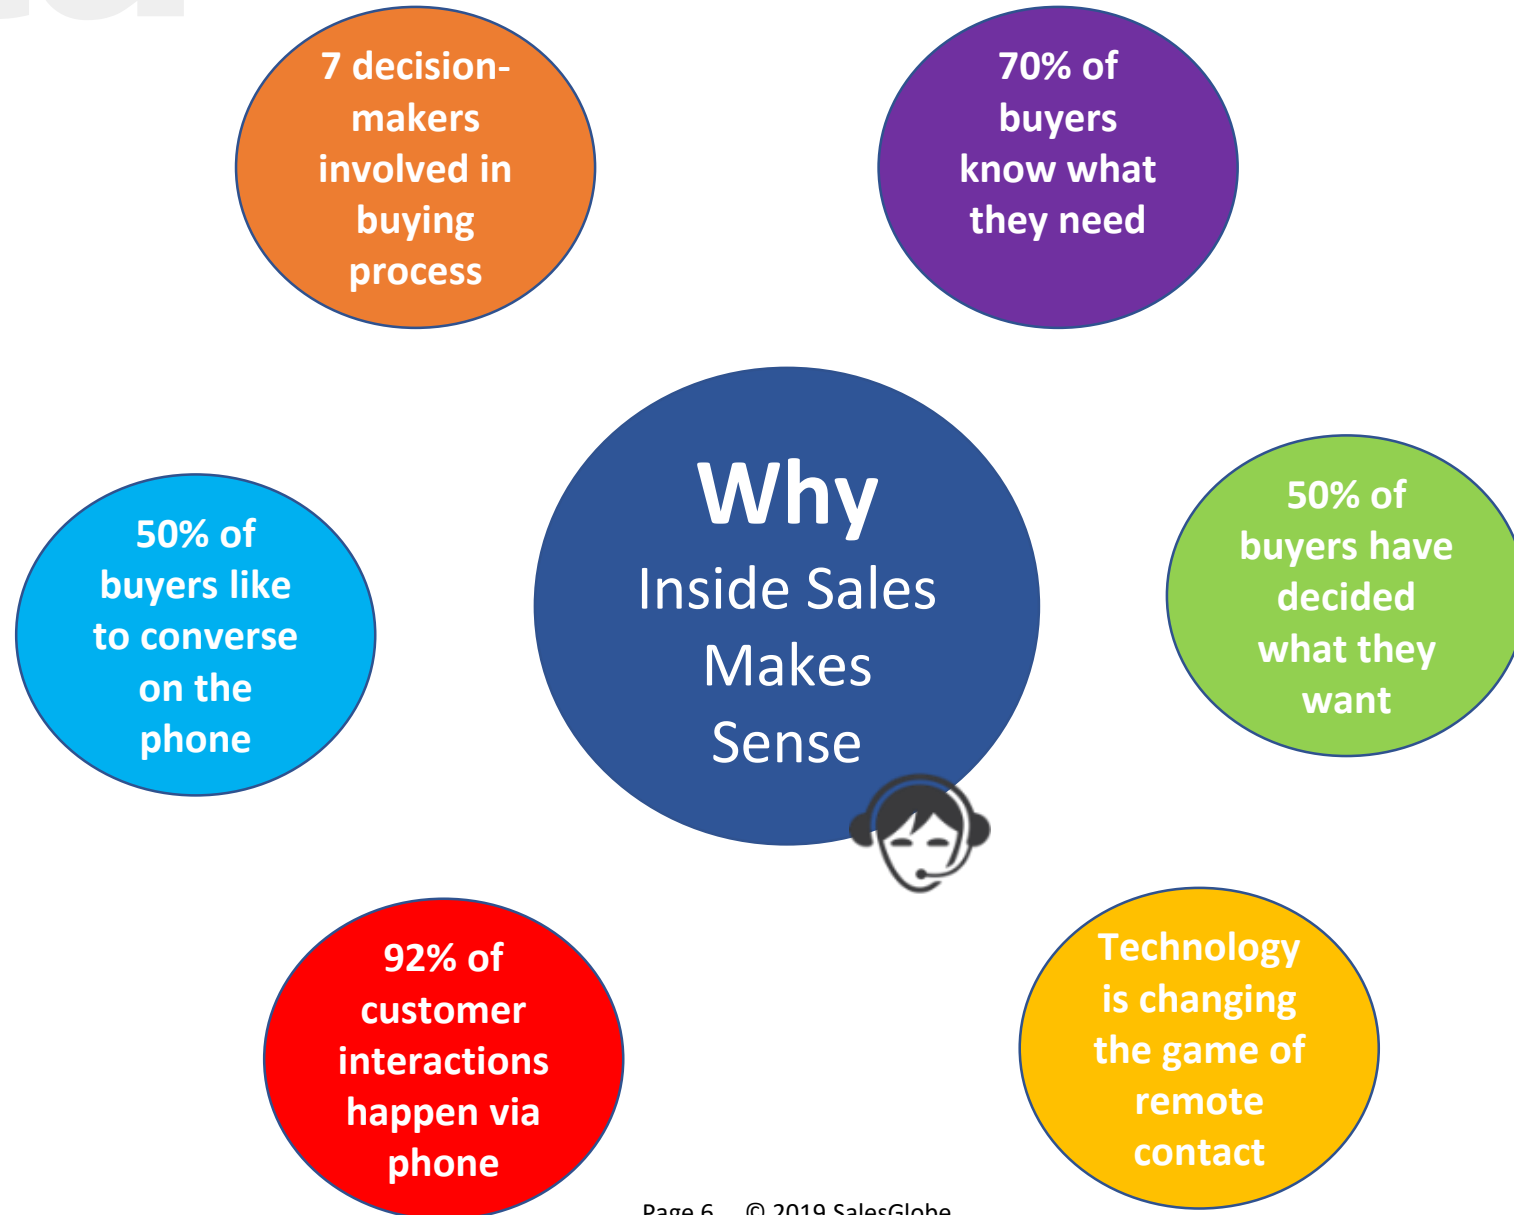 7 decision-
makers
involved in
buying
process
70% of
buyers
know what
they need
Why
Inside Sales
Makes
Sense
50% of
buyers like
to converse
on the
phone
50% of
buyers have
decided
what they
want
92% of
customer
interactions
happen via
phone
Technology
is changing
the game of
remote
contact
Page 6 © 2019 SalesGlobe